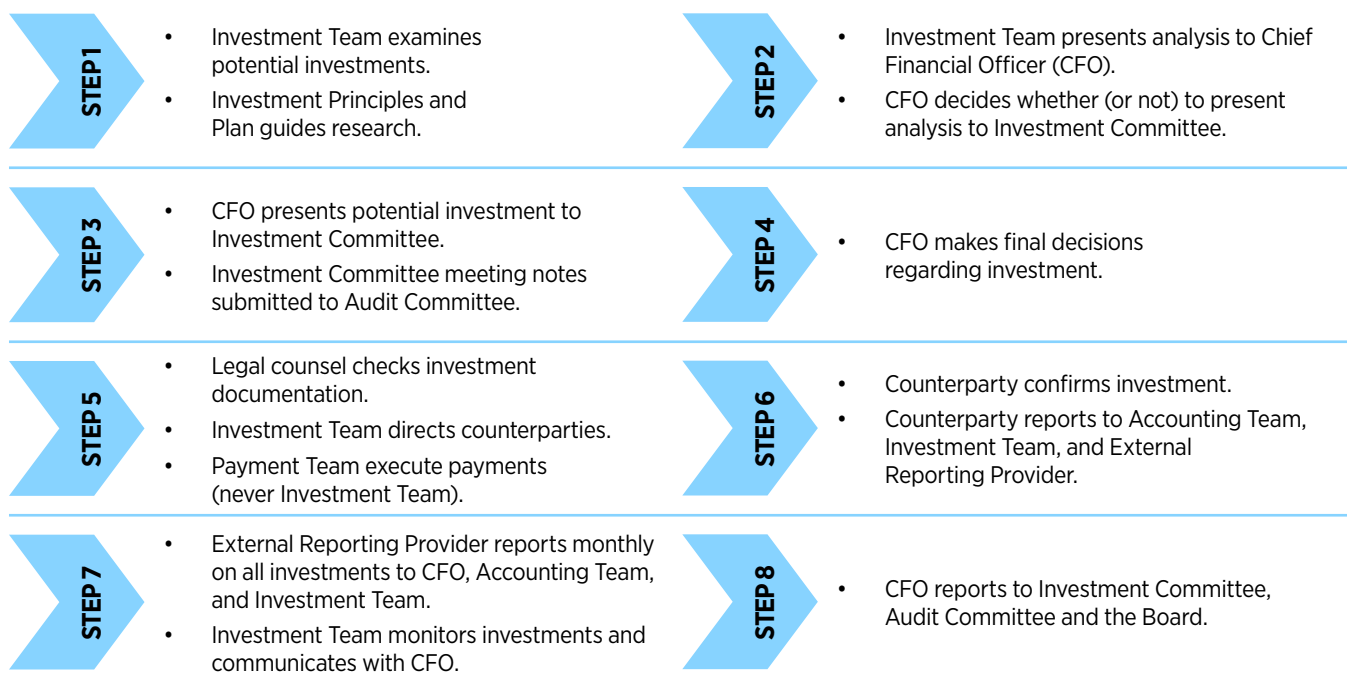 STEP 1
• Investment Team examines
potential investments.
• Investment Principles and
Plan guides research.
STEP 2
• Investment Team presents analysis to Chief
Financial Officer (CFO).
• CFO decides whether (or not) to present
analysis to Investment Committee.
STEP 3
• CFO presents potential investment to
Investment Committee.
• Investment Committee meeting notes
submitted to Audit Committee.
STEP 4
• CFO makes final decisions
regarding investment.
STEP 5
• Legal counsel checks investment
documentation.
• Investment Team directs counterparties.
• Payment Team execute payments
(never Investment Team).
STEP 6
• Counterparty confirms investment.
• Counterparty reports to Accounting Team,
Investment Team, and External
Reporting Provider.
STEP 7
• External Reporting Provider reports monthly
on all investments to CFO, Accounting Team,
and Investment Team.
• Investment Team monitors investments and
communicates with CFO.
STEP 8
• CFO reports to Investment Committee,
Audit Committee and the Board.